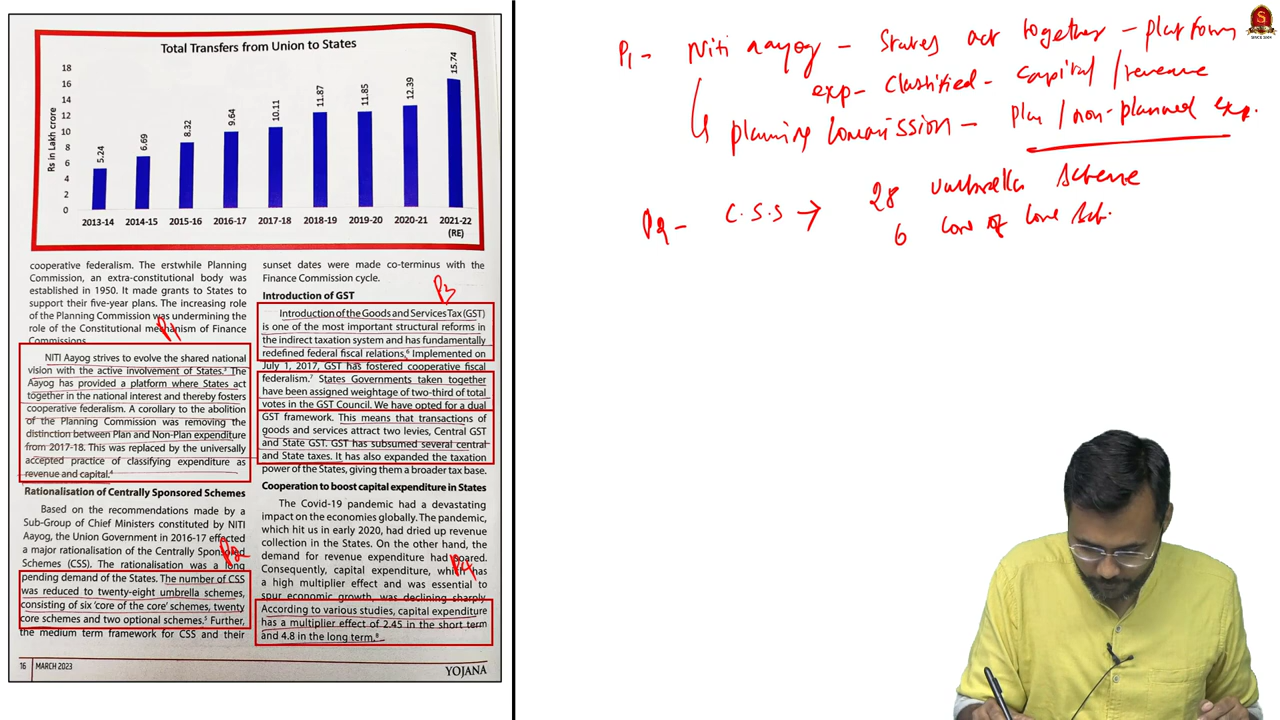 Total Transfers from Union to States
Rs in Lakh crore
18
16
14
12
10
8
6
4
2
0
5.24
6.69
8.32
9.64
10.11
11.87
11.85
12.39
15.74
2013-14 2014-15 2015-16 2016-17 2017-18 2018-19 2019-20 2020-21 2021-22
(RE)
cooperative federalism. The erstwhile Planning
Commission, an extra-constitutional body was
established in 1950. It made grants to States to
support their five-year plans. The increasing role
of the Planning Commission was undermining the
role of the Constitutional mechanism of Finance
Commissions.
P1
NITI Aayog strives to evolve the shared national
vision with the active involvement of States.³ The
Aayog has provided a platform where States act
together in the national interest and thereby fosters
cooperative federalism. A corollary to the abolition
of the Planning Commission was removing the
distinction between Plan and Non-Plan expenditure
from 2017-18. This was replaced by the universally
accepted practice of classifying expenditure as
revenue and capital.⁴
Rationalisation of Centrally Sponsored Schemes
Based on the recommendations made by a
Sub-Group of Chief Ministers constituted by NITI
Aayog, the Union Government in 2016-17 effected
a major rationalisation of the Centrally Sponsored
Schemes (CSS). The rationalisation was a long
P2
pending demand of the States. The number of CSS
was reduced to twenty-eight umbrella schemes,
consisting of six 'core of the core' schemes, twenty
core schemes and two optional schemes.⁵ Further,
the medium term framework for CSS and their
sunset dates were made co-terminus with the
Finance Commission cycle.
P3
Introduction of GST
Introduction of the Goods and Services Tax (GST)
is one of the most important structural reforms in
the indirect taxation system and has fundamentally
redefined federal fiscal relations.⁶ Implemented on
July 1, 2017, GST has fostered cooperative fiscal
federalism.⁷ States Governments taken together
have been assigned weightage of two-third of total
votes in the GST Council. We have opted for a dual
GST framework. This means that transactions of
goods and services attract two levies, Central GST
and State GST. GST has subsumed several central
and State taxes. It has also expanded the taxation
power of the States, giving them a broader tax base.
Cooperation to boost capital expenditure in States
The Covid-19 pandemic had a devastating
impact on the economies globally. The pandemic,
which hit us in early 2020, had dried up revenue
collection in the States. On the other hand, the
demand for revenue expenditure had soared.
Consequently, capital expenditure, which has
P4
a high multiplier effect and was essential to
spur economic growth, was declining sharply.
According to various studies, capital expenditure
has a multiplier effect of 2.45 in the short term
and 4.8 in the long term.⁸
16 MARCH 2023
YOJANA
P1 - Niti aayog - States act together - platform
exp - classified - capital / revenue
planning commission - plan / non-planned exp.
P2 - C.S.S → 28 umbrella scheme
6 core of core sch.
S
SINCE 2004